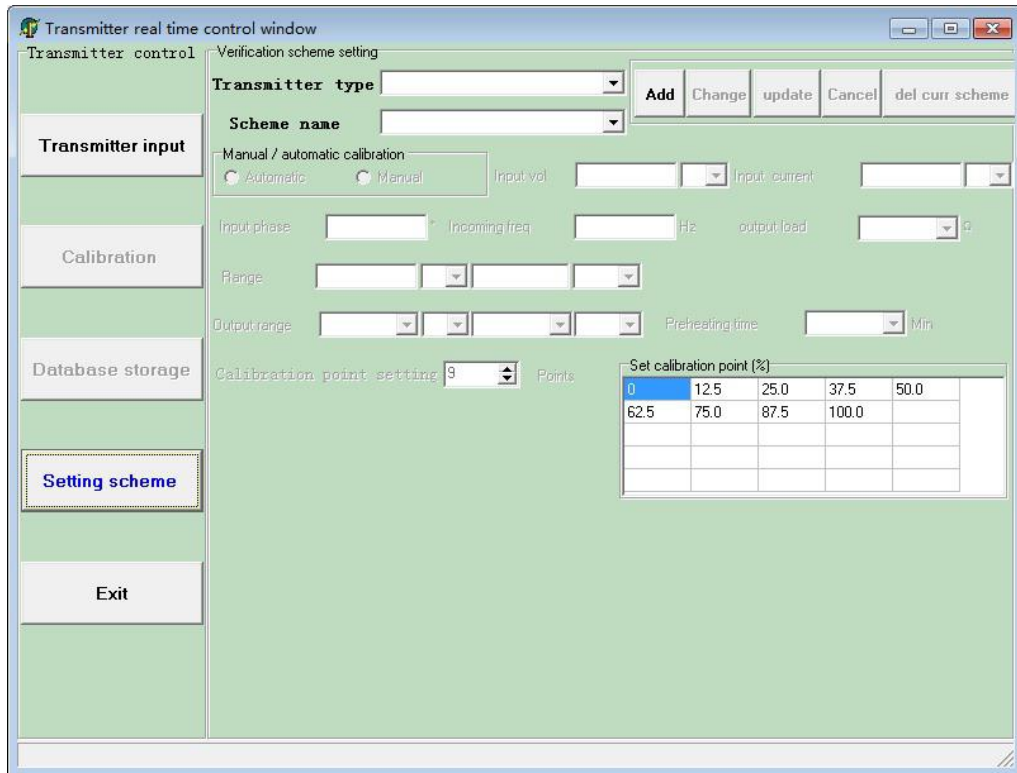 Transmitter real time control window
Transmitter control
Verification scheme setting
Transmitter type
Add Change update Cancel del curr scheme
Scheme name
Transmitter input
Manual / automatic calibration
Automatic Manual Input vol Input current
Input phase ° Incoming freq Hz output load Ω
Calibration
Range
Output range Preheating time Min
Database storage
Calibration point setting 9 Points
Set calibration point (%)
0 12.5 25.0 37.5 50.0
62.5 75.0 87.5 100.0
Setting scheme
Exit